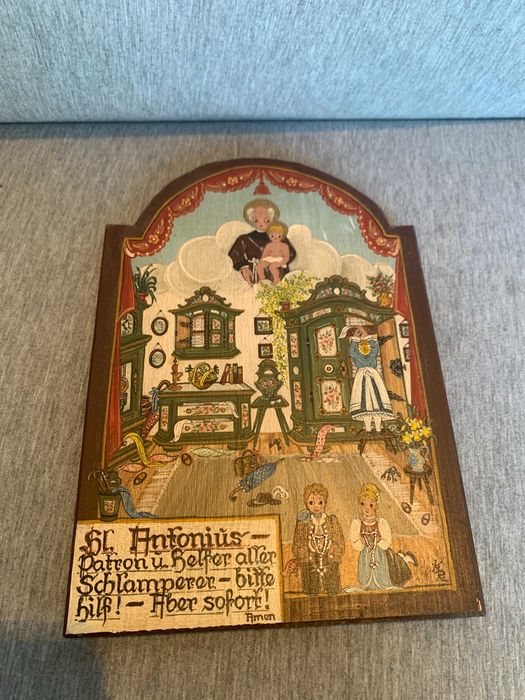 Hl. Antonius –
Patron u. Helfer aller
Schlamperer – bitte
hilf! – Aber sofort!
Amen